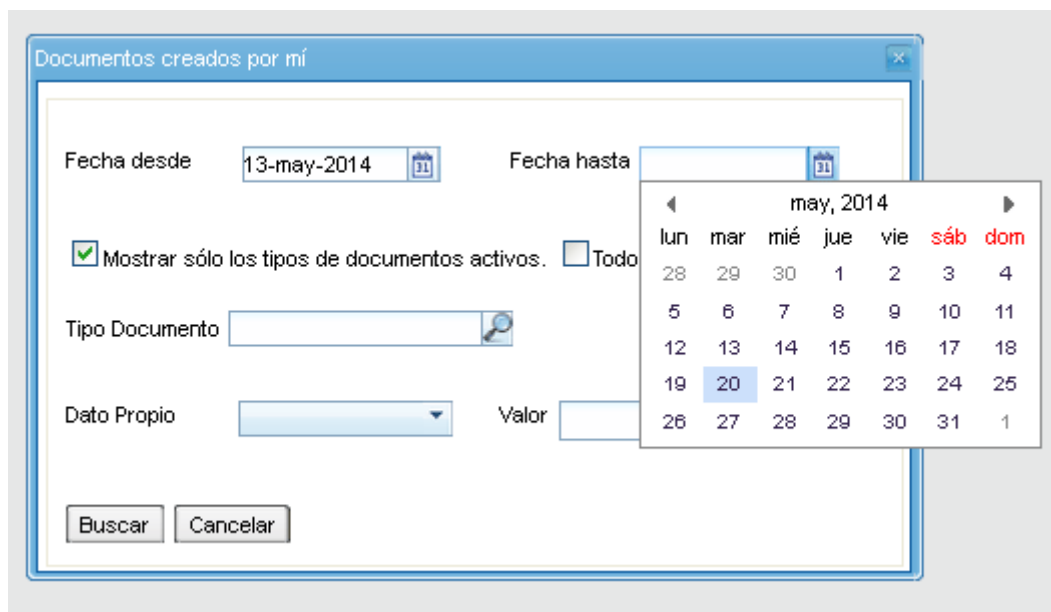 Documentos creados por mí
Fecha desde 13-may-2014 31 Fecha hasta 31
may, 2014
lun mar mié jue vie sáb dom
28 29 30 1 2 3 4
5 6 7 8 9 10 11
12 13 14 15 16 17 18
19 20 21 22 23 24 25
26 27 28 29 30 31 1
Mostrar sólo los tipos de documentos activos. Todo
Tipo Documento
Dato Propio Valor
Buscar Cancelar